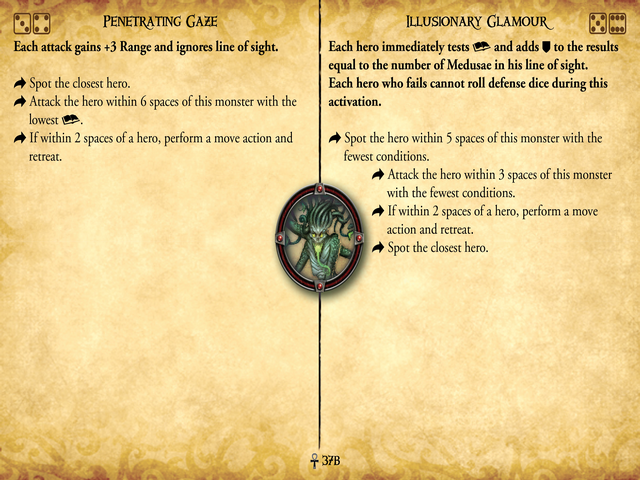 Penetrating Gaze
Each attack gains +3 Range and ignores line of sight.
Spot the closest hero.
Attack the hero within 6 spaces of this monster with the
lowest .
If within 2 spaces of a hero, perform a move action and
retreat.
Illusionary Glamour
Each hero immediately tests and adds to the results
equal to the number of Medusae in his line of sight.
Each hero who fails cannot roll defense dice during this
activation.
Spot the hero within 5 spaces of this monster with the
fewest conditions.
Attack the hero within 3 spaces of this monster
with the fewest conditions.
If within 2 spaces of a hero, perform a move
action and retreat.
Spot the closest hero.
37B